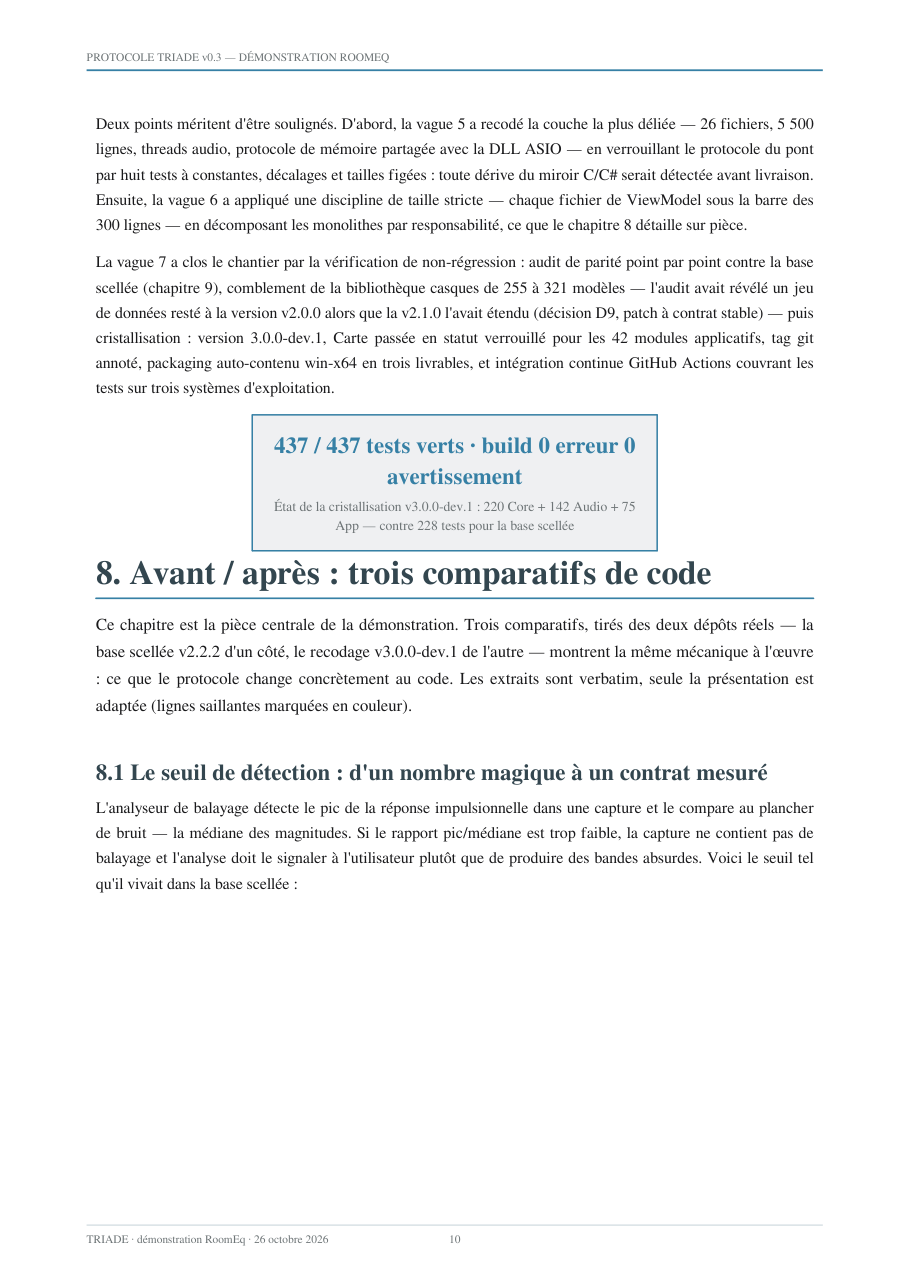 PROTOCOLE TRIADE v0.3 — DÉMONSTRATION ROOMEQ
Deux points méritent d'être soulignés. D'abord, la vague 5 a recodé la couche la plus déliée — 26 fichiers, 5 500
lignes, threads audio, protocole de mémoire partagée avec la DLL ASIO — en verrouillant le protocole du pont
par huit tests à constantes, décalages et tailles figées : toute dérive du miroir C/C# serait détectée avant livraison.
Ensuite, la vague 6 a appliqué une discipline de taille stricte — chaque fichier de ViewModel sous la barre des
300 lignes — en décomposant les monolithes par responsabilité, ce que le chapitre 8 détaille sur pièce.
La vague 7 a clos le chantier par la vérification de non-régression : audit de parité point par point contre la base
scellée (chapitre 9), comblement de la bibliothèque casques de 255 à 321 modèles — l'audit avait révélé un jeu
de données resté à la version v2.0.0 alors que la v2.1.0 l'avait étendu (décision D9, patch à contrat stable) — puis
cristallisation : version 3.0.0-dev.1, Carte passée en statut verrouillé pour les 42 modules applicatifs, tag git
annoté, packaging auto-contenu win-x64 en trois livrables, et intégration continue GitHub Actions couvrant les
tests sur trois systèmes d'exploitation.
437 / 437 tests verts · build 0 erreur 0
avertissement
État de la cristallisation v3.0.0-dev.1 : 220 Core + 142 Audio + 75
App — contre 228 tests pour la base scellée
8. Avant / après : trois comparatifs de code
Ce chapitre est la pièce centrale de la démonstration. Trois comparatifs, tirés des deux dépôts réels — la
base scellée v2.2.2 d'un côté, le recodage v3.0.0-dev.1 de l'autre — montrent la même mécanique à l'œuvre
: ce que le protocole change concrètement au code. Les extraits sont verbatim, seule la présentation est
adaptée (lignes saillantes marquées en couleur).
8.1 Le seuil de détection : d'un nombre magique à un contrat mesuré
L'analyseur de balayage détecte le pic de la réponse impulsionnelle dans une capture et le compare au plancher
de bruit — la médiane des magnitudes. Si le rapport pic/médiane est trop faible, la capture ne contient pas de
balayage et l'analyse doit le signaler à l'utilisateur plutôt que de produire des bandes absurdes. Voici le seuil tel
qu'il vivait dans la base scellée :
TRIADE · démonstration RoomEq · 26 octobre 2026
10